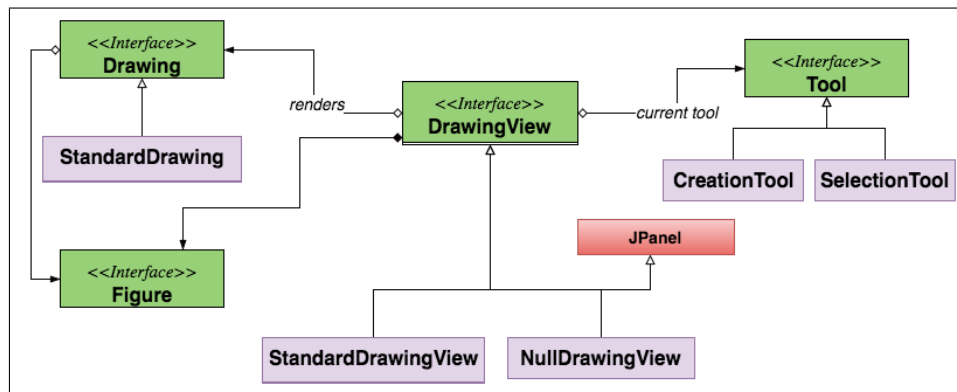 <<Interface>>
Drawing
<<Interface>>
Tool
<<Interface>>
DrawingView
renders
current tool
StandardDrawing
CreationTool
SelectionTool
JPanel
<<Interface>>
Figure
StandardDrawingView
NullDrawingView